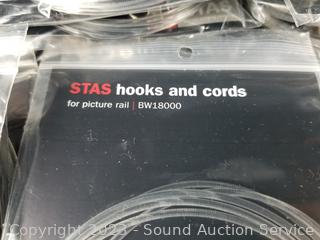 STAS hooks and cords
for picture rail | BW18000
Copyright 2023 - Sound Auction Service